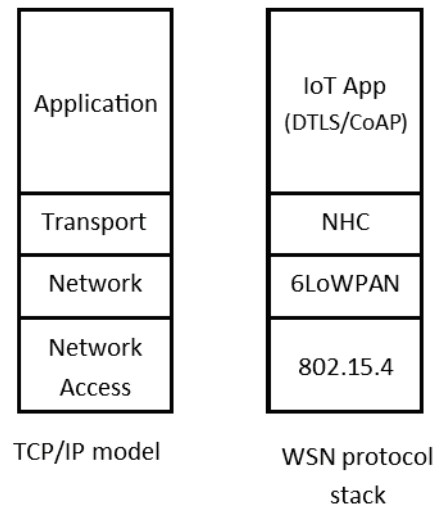 Application
Transport
Network
Network
Access
TCP/IP model
IoT App
(DTLS/CoAP)
NHC
6LoWPAN
802.15.4
WSN protocol
stack